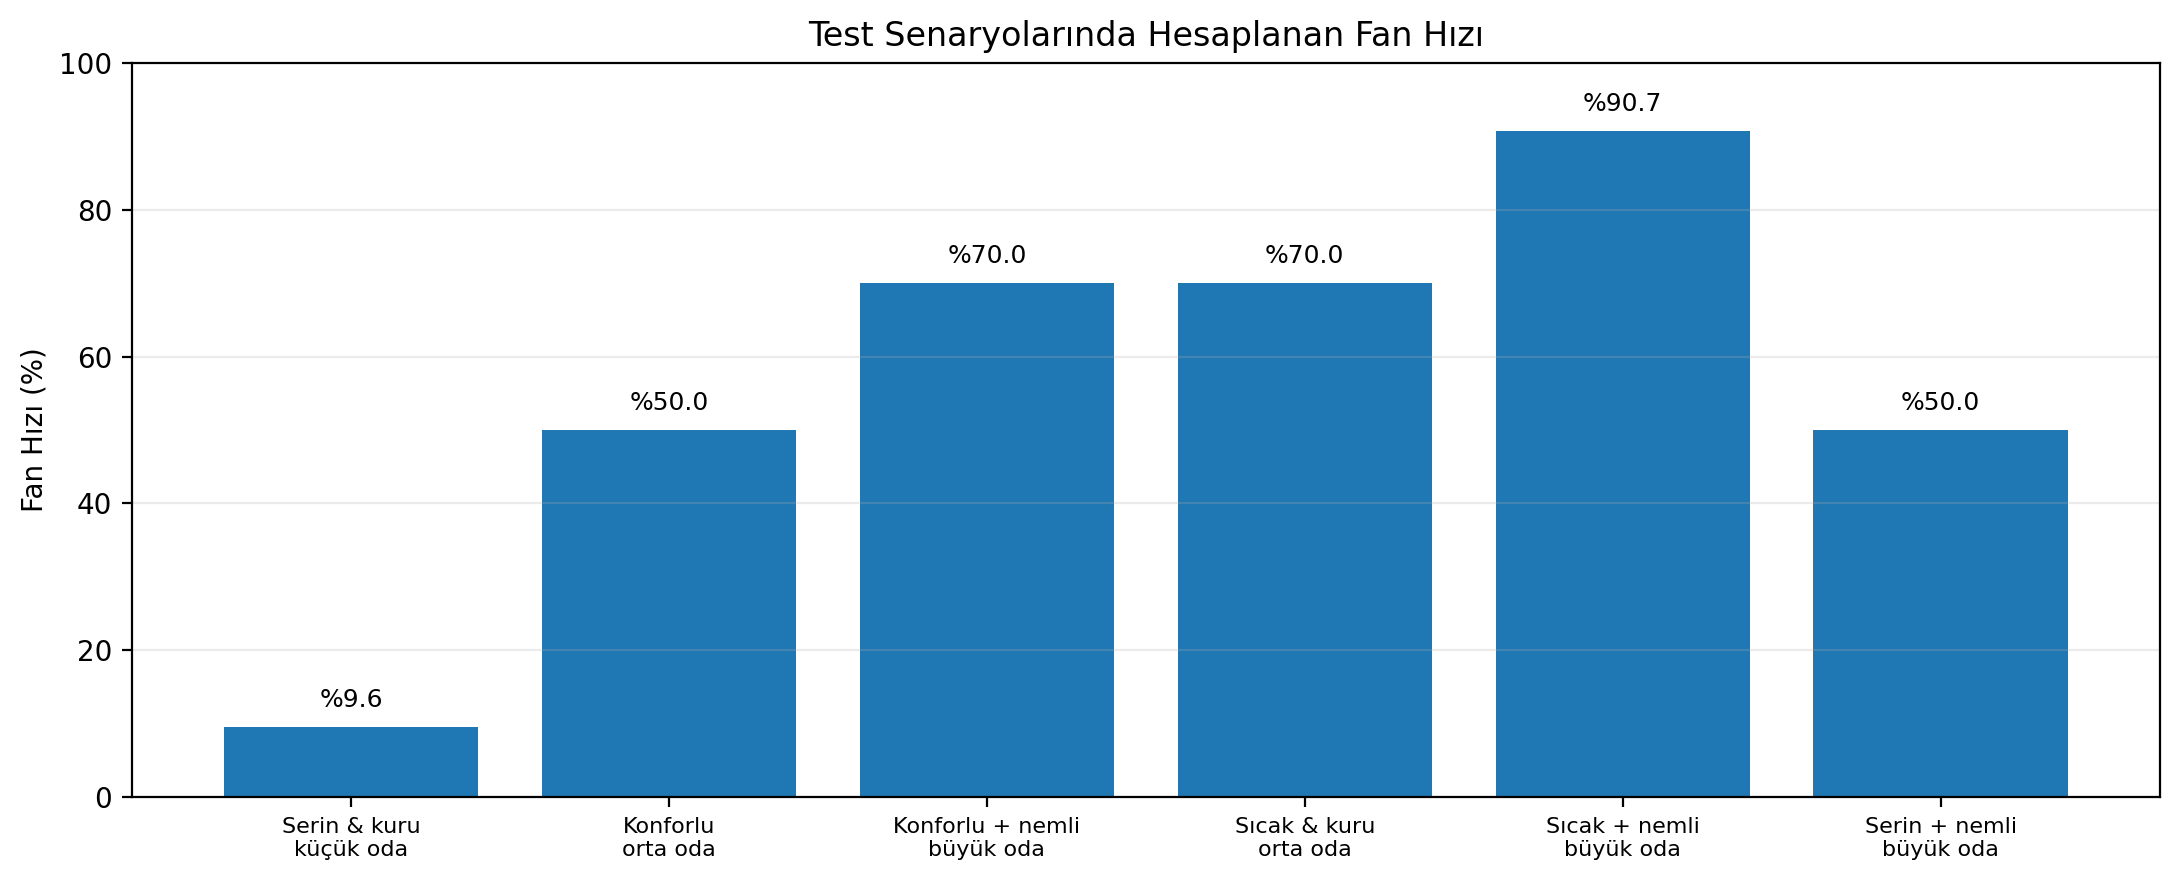 Test Senaryolarında Hesaplanan Fan Hızı
Fan Hızı (%)
100
80
60
40
20
0
%9.6
%50.0
%70.0
%70.0
%90.7
%50.0
Serin & kuru
küçük oda
Konforlu
orta oda
Konforlu + nemli
büyük oda
Sıcak & kuru
orta oda
Sıcak + nemli
büyük oda
Serin + nemli
büyük oda